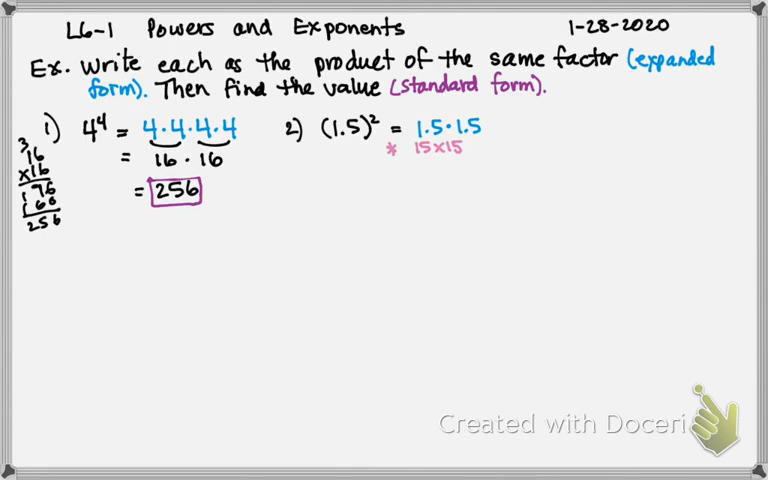 L6-1 Powers and Exponents 1-28-2020
Ex. Write each as the product of the same factor (expanded
form). Then find the value (standard form).
1) 4⁴ = 4·4·4·4
= 16 · 16
= 256
3
16
×16
176
256
2) (1.5)² = 1.5·1.5
* 15×15
Created with Doceri